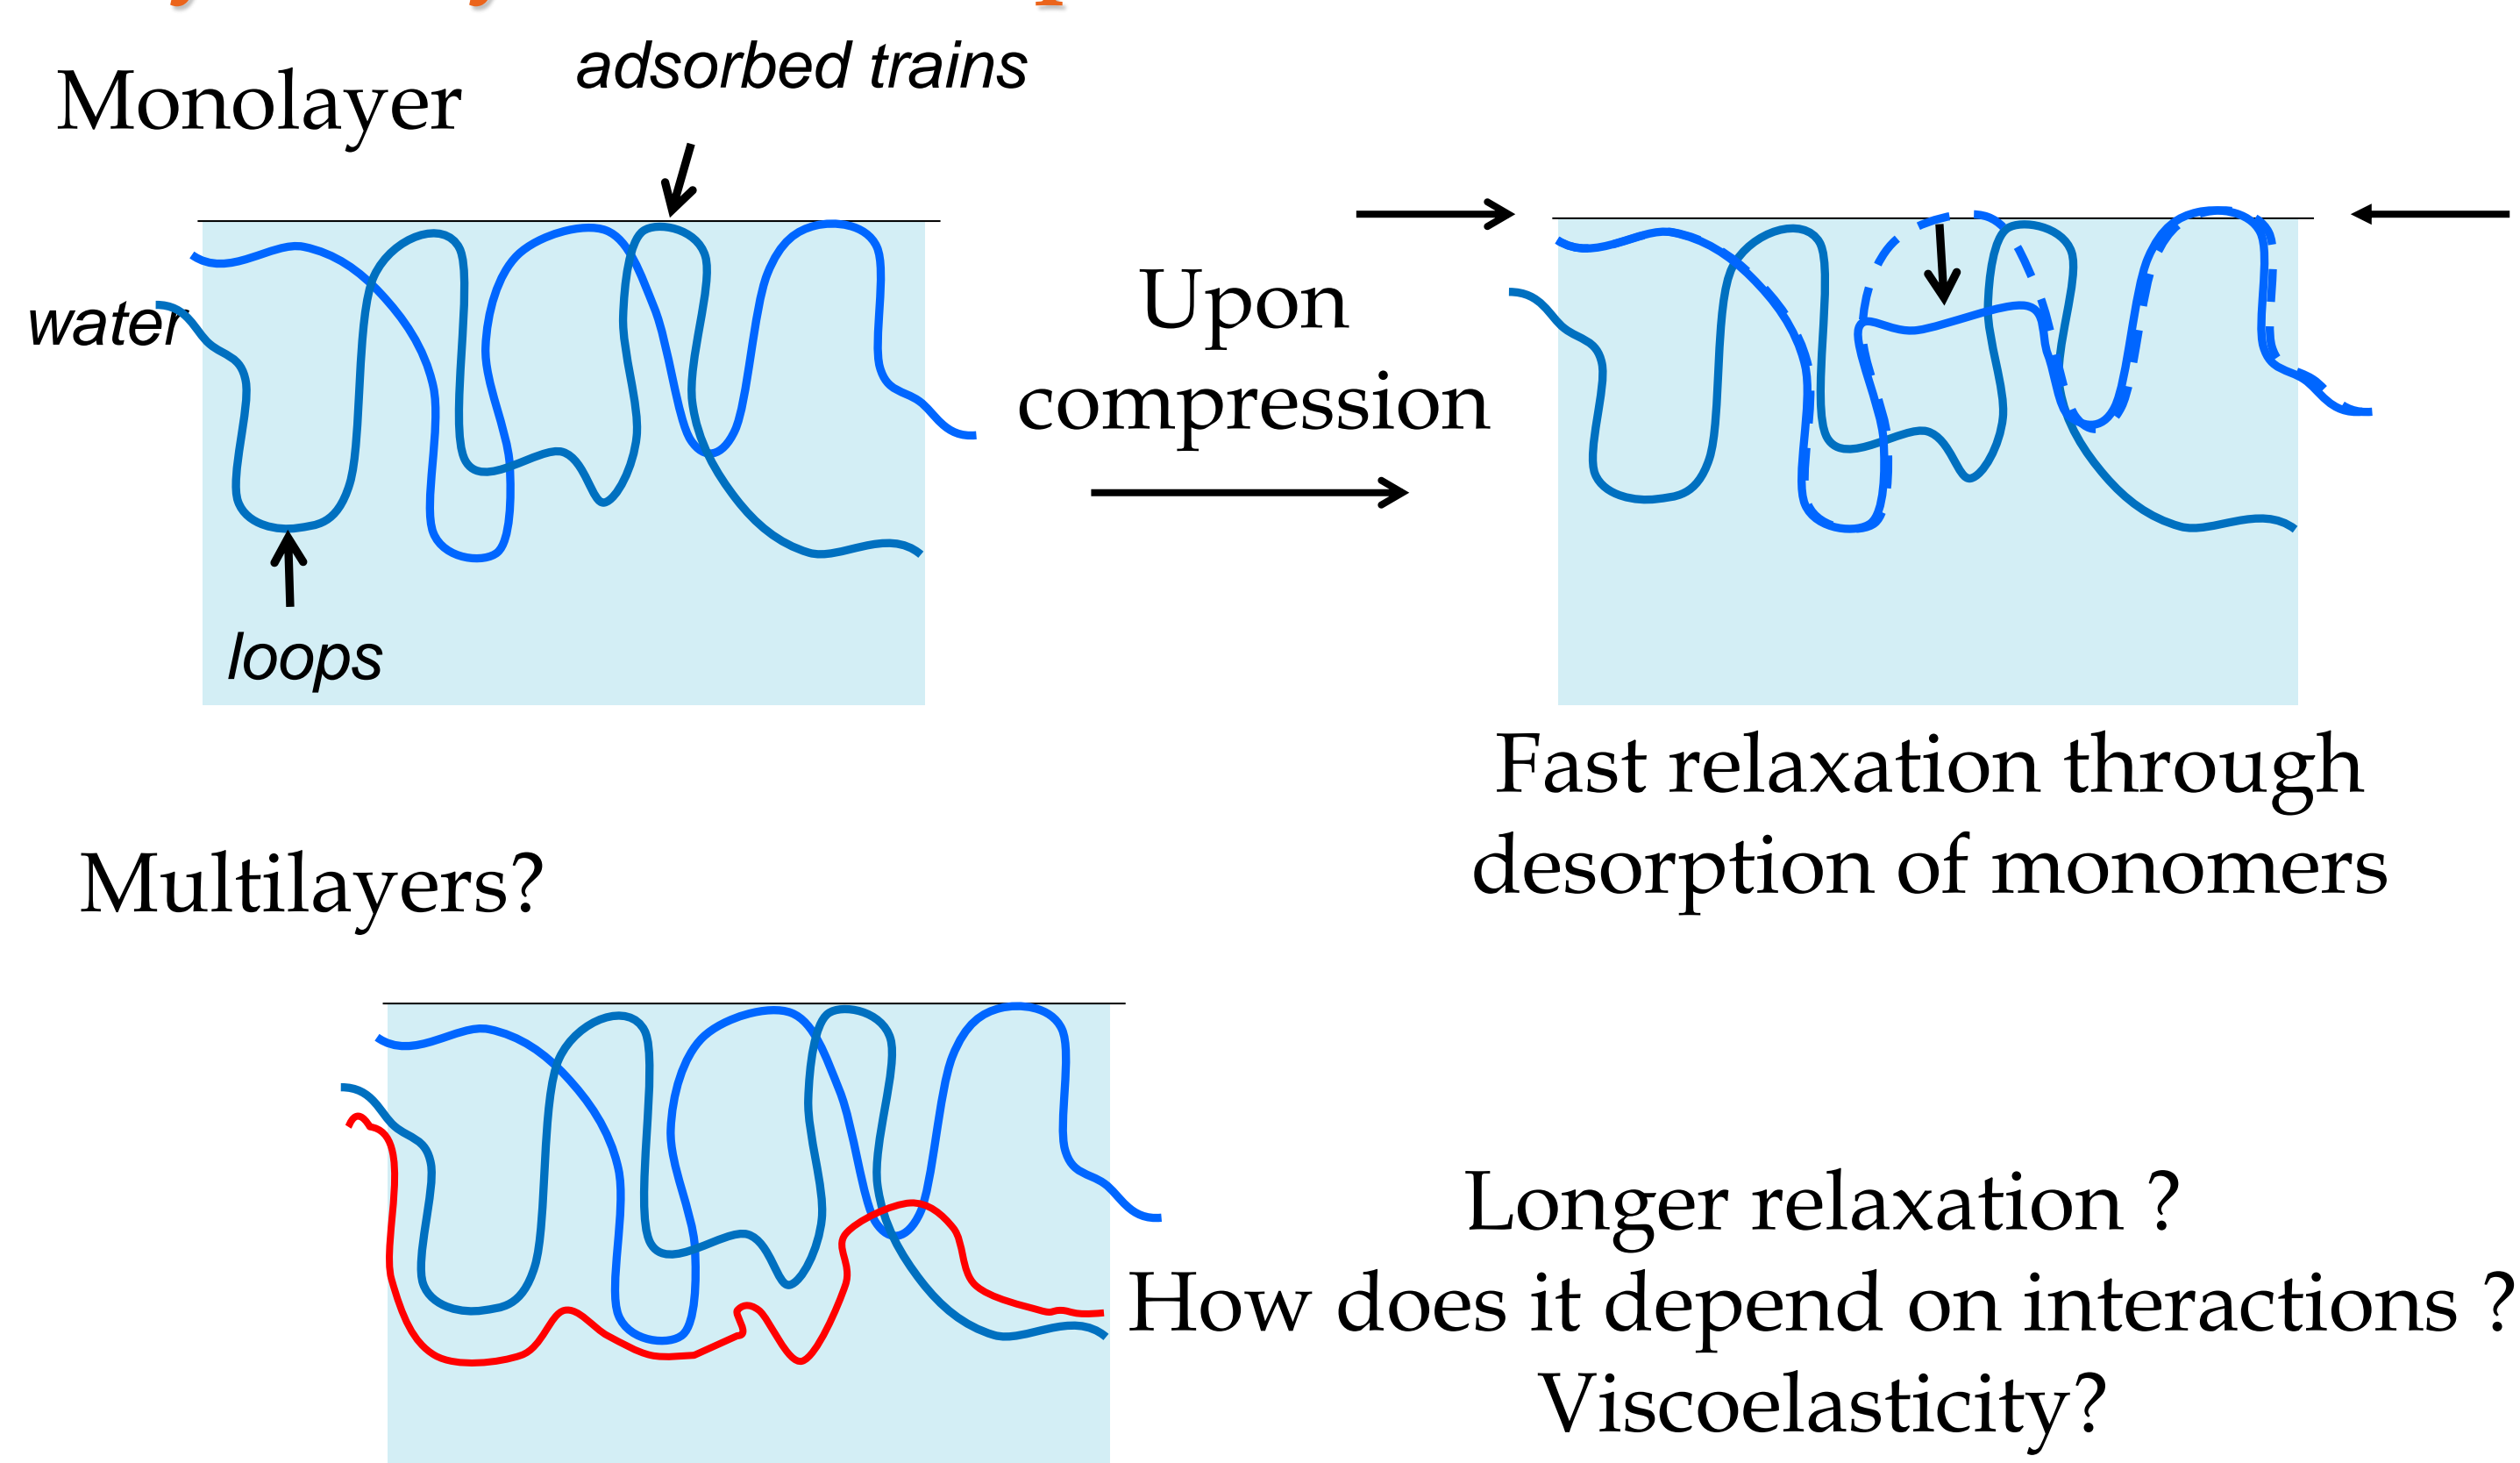 adsorbed trains
Monolayer
water
Upon
compression
loops
Fast relaxation through
desorption of monomers
Multilayers?
Longer relaxation ?
How does it depend on interactions ?
Viscoelasticity?